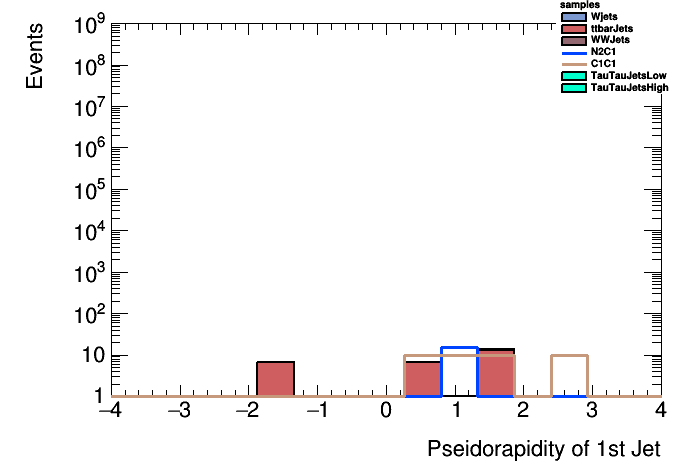 samples
Wjets
ttbarJets
WWJets
N2C1
C1C1
TauTauJetsLow
TauTauJetsHigh
Events
10⁹
10⁸
10⁷
10⁶
10⁵
10⁴
10³
10²
10
1
−4 −3 −2 −1 0 1 2 3 4
Pseidorapidity of 1st Jet